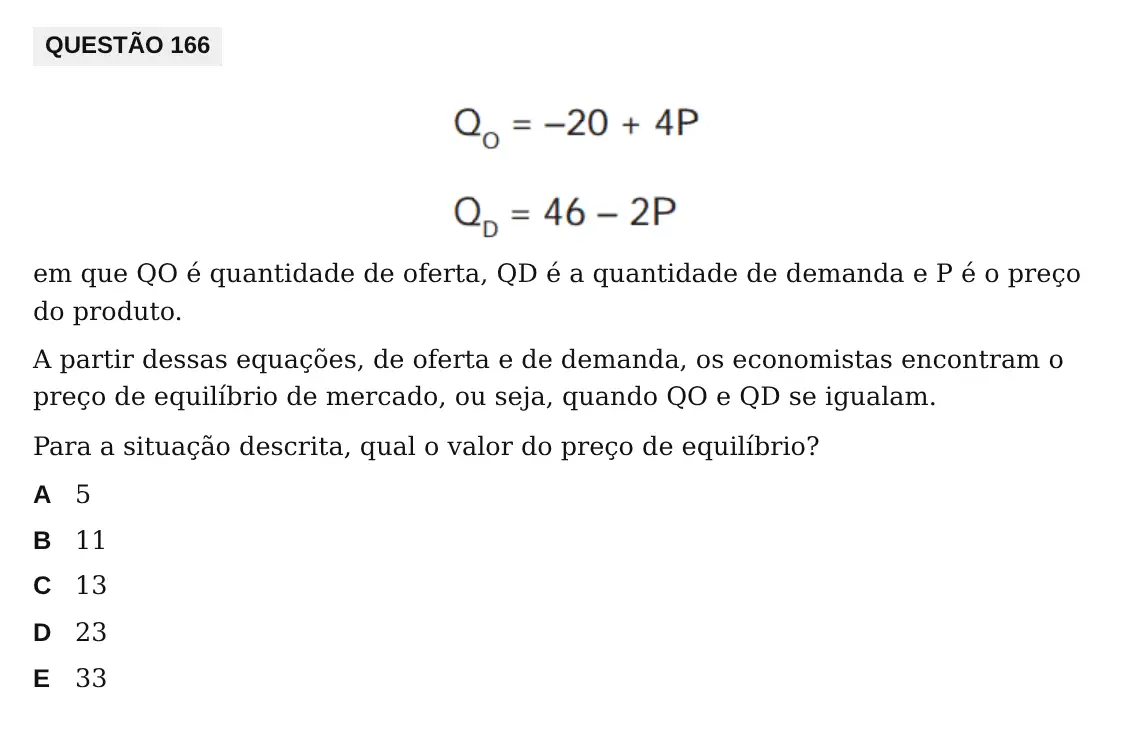 QUESTÃO 166
Q_O = –20 + 4P
Q_D = 46 – 2P
em que QO é quantidade de oferta, QD é a quantidade de demanda e P é o preço
do produto.
A partir dessas equações, de oferta e de demanda, os economistas encontram o
preço de equilíbrio de mercado, ou seja, quando QO e QD se igualam.
Para a situação descrita, qual o valor do preço de equilíbrio?
A 5
B 11
C 13
D 23
E 33